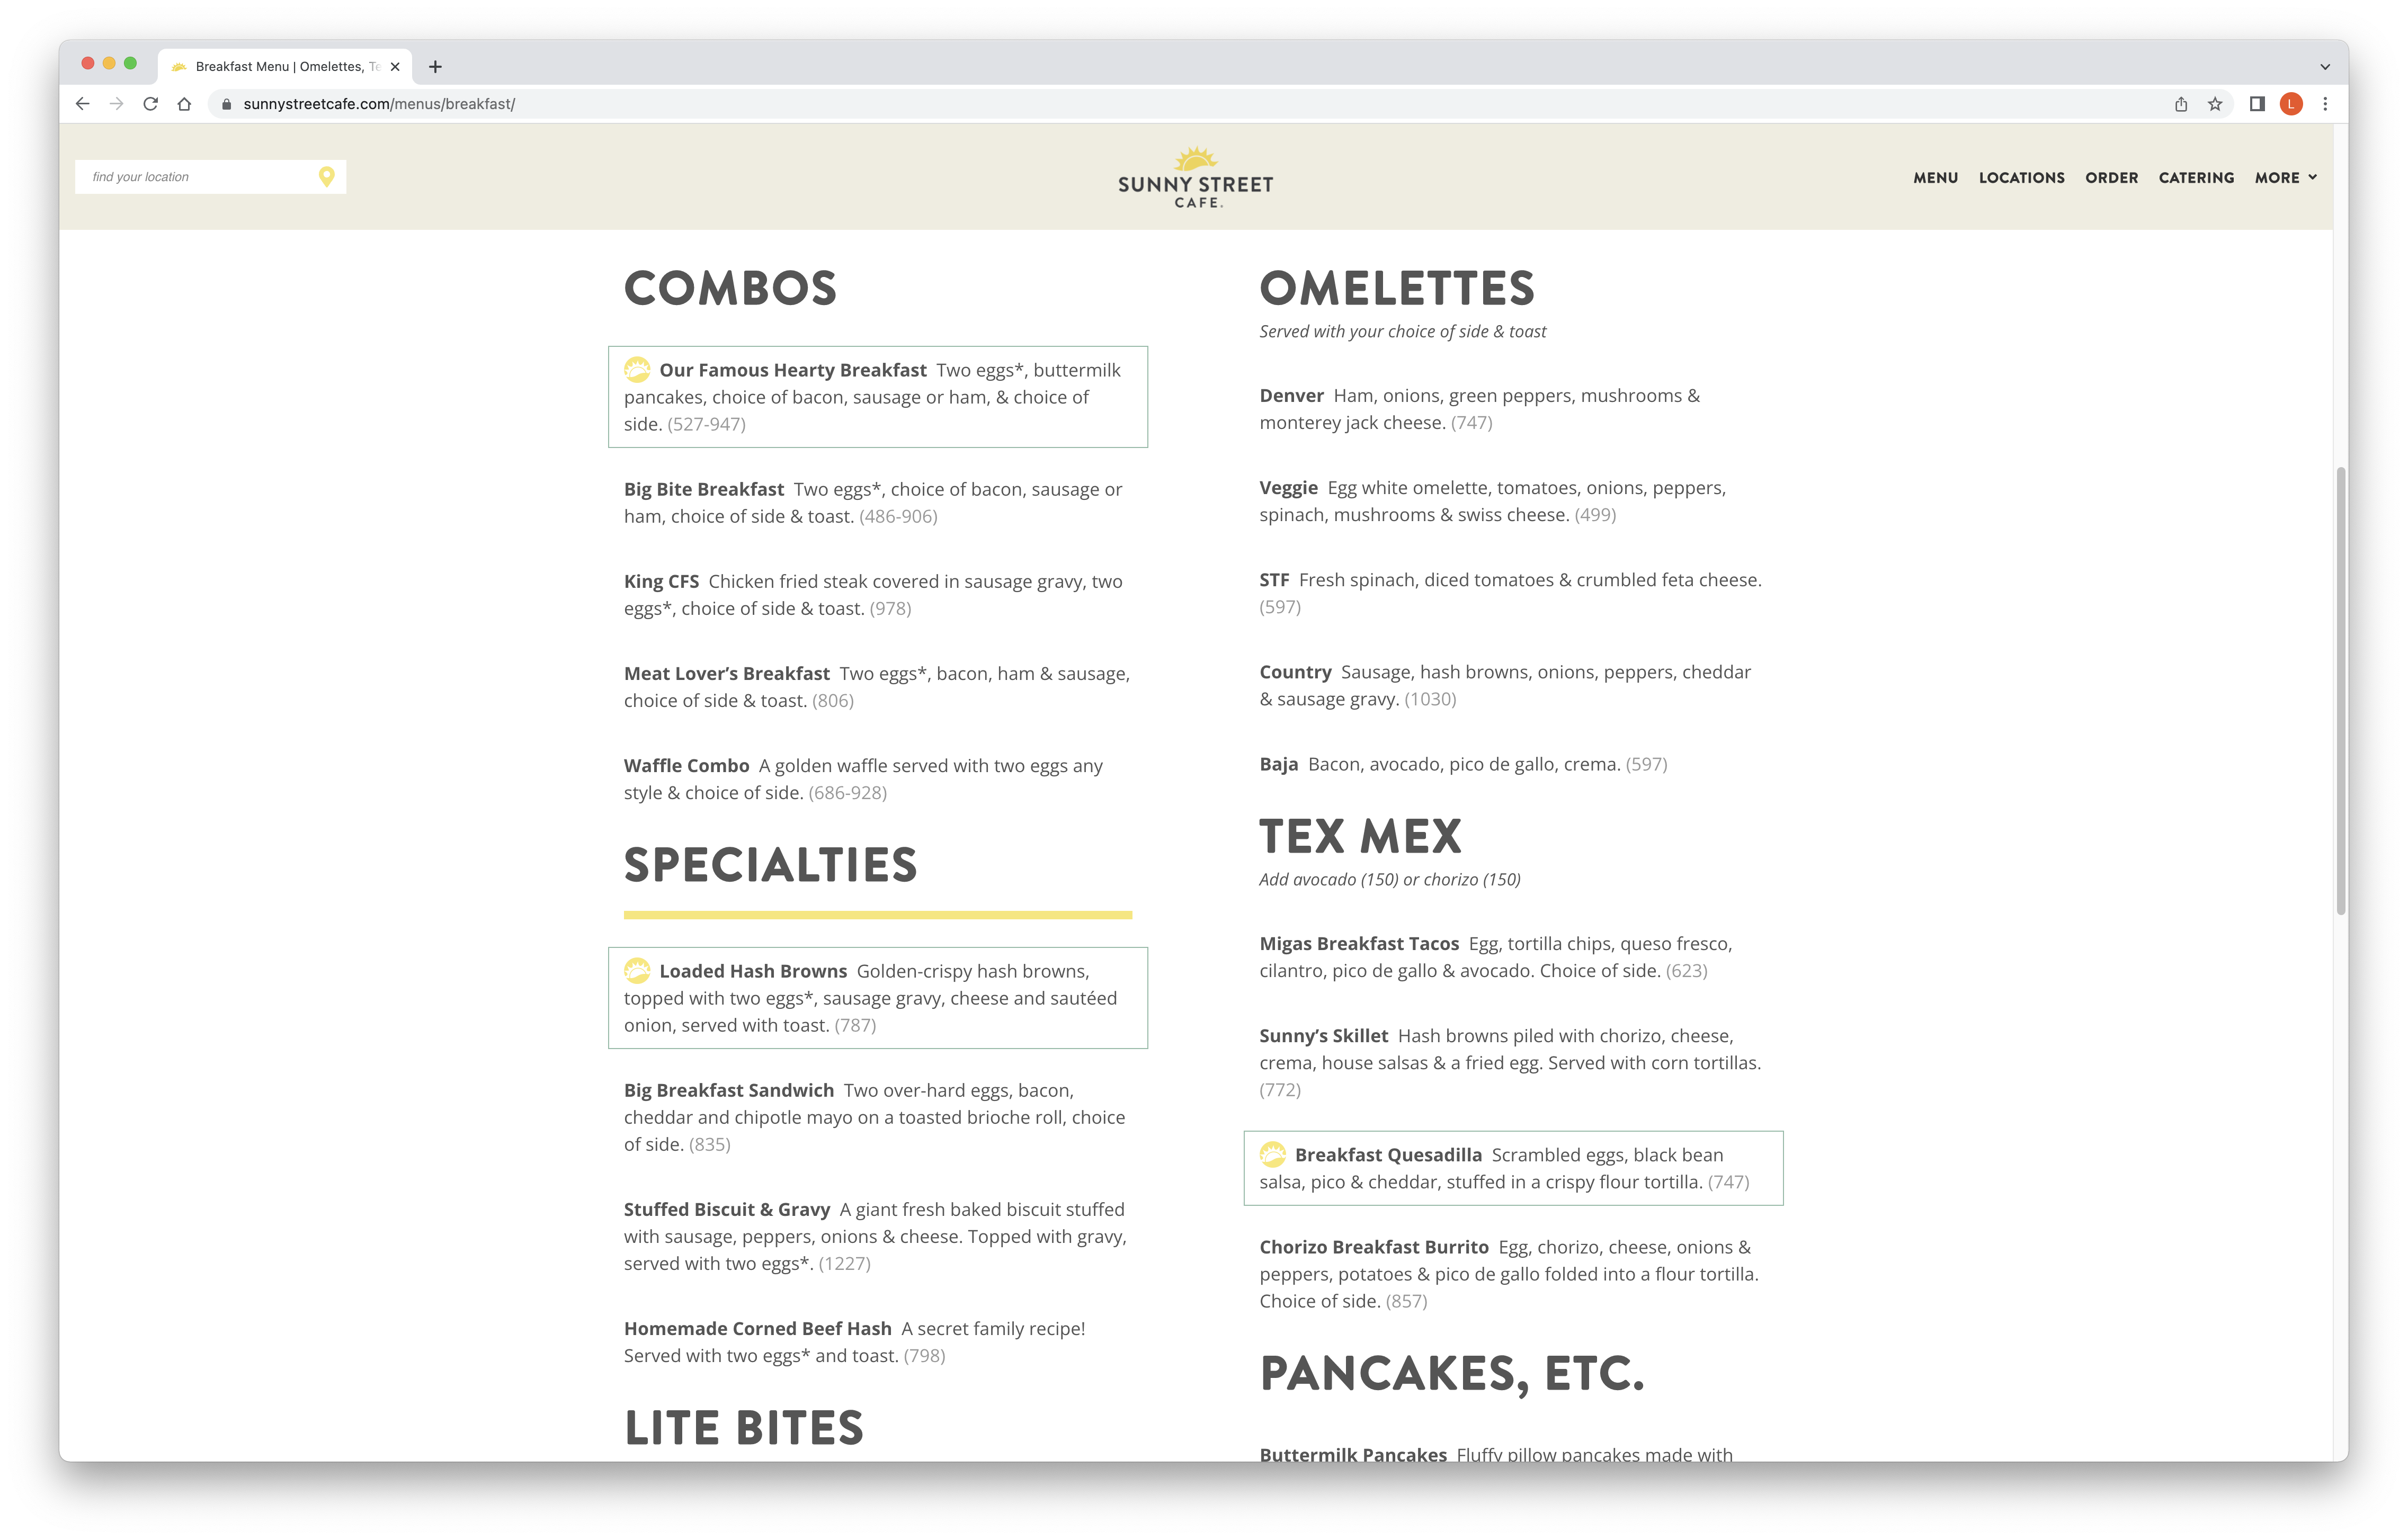 Breakfast Menu | Omelettes, Te
sunnystreetcafe.com/menus/breakfast/
L
find your location
SUNNY STREET
CAFE.
MENU LOCATIONS ORDER CATERING MORE
COMBOS
Our Famous Hearty Breakfast Two eggs*, buttermilk
pancakes, choice of bacon, sausage or ham, & choice of
side. (527-947)
Big Bite Breakfast Two eggs*, choice of bacon, sausage or
ham, choice of side & toast. (486-906)
King CFS Chicken fried steak covered in sausage gravy, two
eggs*, choice of side & toast. (978)
Meat Lover’s Breakfast Two eggs*, bacon, ham & sausage,
choice of side & toast. (806)
Waffle Combo A golden waffle served with two eggs any
style & choice of side. (686-928)
SPECIALTIES
Loaded Hash Browns Golden-crispy hash browns,
topped with two eggs*, sausage gravy, cheese and sautéed
onion, served with toast. (787)
Big Breakfast Sandwich Two over-hard eggs, bacon,
cheddar and chipotle mayo on a toasted brioche roll, choice
of side. (835)
Stuffed Biscuit & Gravy A giant fresh baked biscuit stuffed
with sausage, peppers, onions & cheese. Topped with gravy,
served with two eggs*. (1227)
Homemade Corned Beef Hash A secret family recipe!
Served with two eggs* and toast. (798)
LITE BITES
OMELETTES
Served with your choice of side & toast
Denver Ham, onions, green peppers, mushrooms &
monterey jack cheese. (747)
Veggie Egg white omelette, tomatoes, onions, peppers,
spinach, mushrooms & swiss cheese. (499)
STF Fresh spinach, diced tomatoes & crumbled feta cheese.
(597)
Country Sausage, hash browns, onions, peppers, cheddar
& sausage gravy. (1030)
Baja Bacon, avocado, pico de gallo, crema. (597)
TEX MEX
Add avocado (150) or chorizo (150)
Migas Breakfast Tacos Egg, tortilla chips, queso fresco,
cilantro, pico de gallo & avocado. Choice of side. (623)
Sunny’s Skillet Hash browns piled with chorizo, cheese,
crema, house salsas & a fried egg. Served with corn tortillas.
(772)
Breakfast Quesadilla Scrambled eggs, black bean
salsa, pico & cheddar, stuffed in a crispy flour tortilla. (747)
Chorizo Breakfast Burrito Egg, chorizo, cheese, onions &
peppers, potatoes & pico de gallo folded into a flour tortilla.
Choice of side. (857)
PANCAKES, ETC.
Buttermilk Pancakes Fluffy pillow pancakes made with